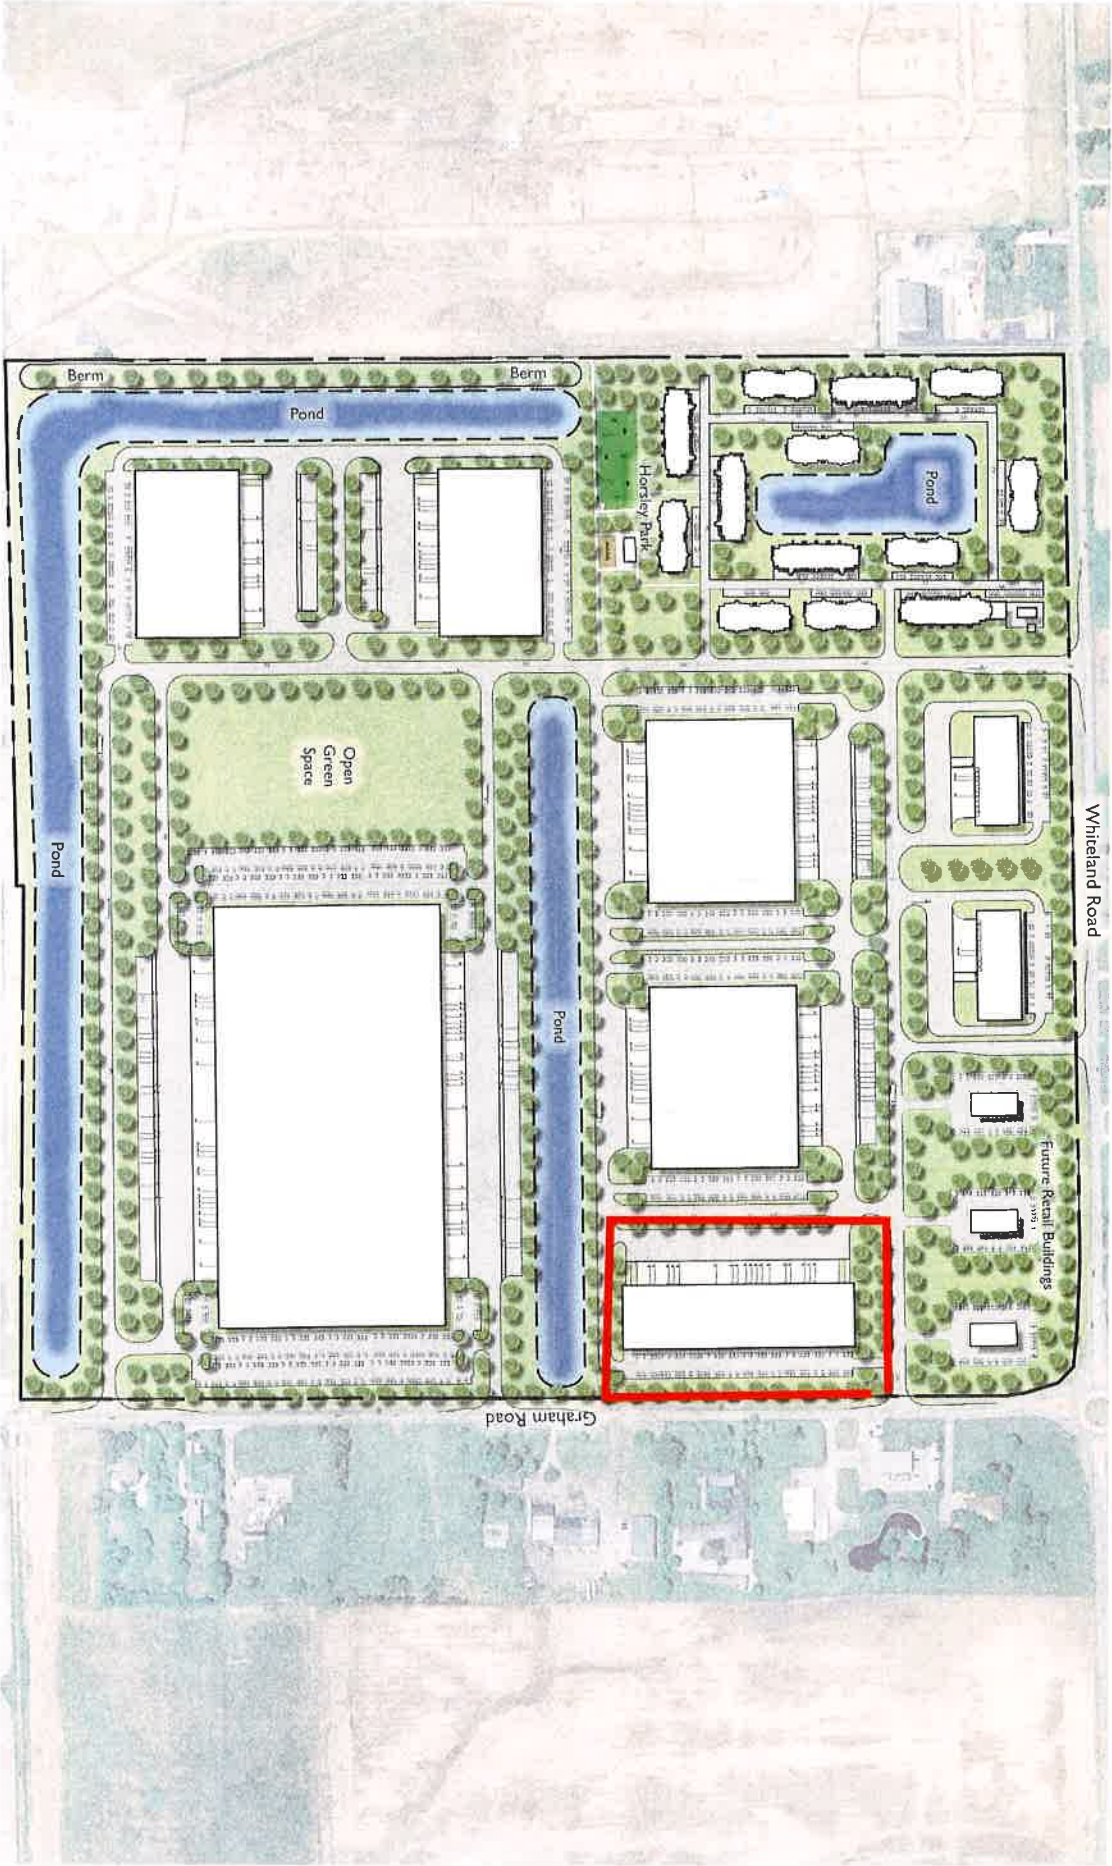 Berm
Berm
Pond
Pond
Horsley Park
Open
Green
Space
Whiteland Road
Pond
Pond
Future Retail Buildings
Graham Road